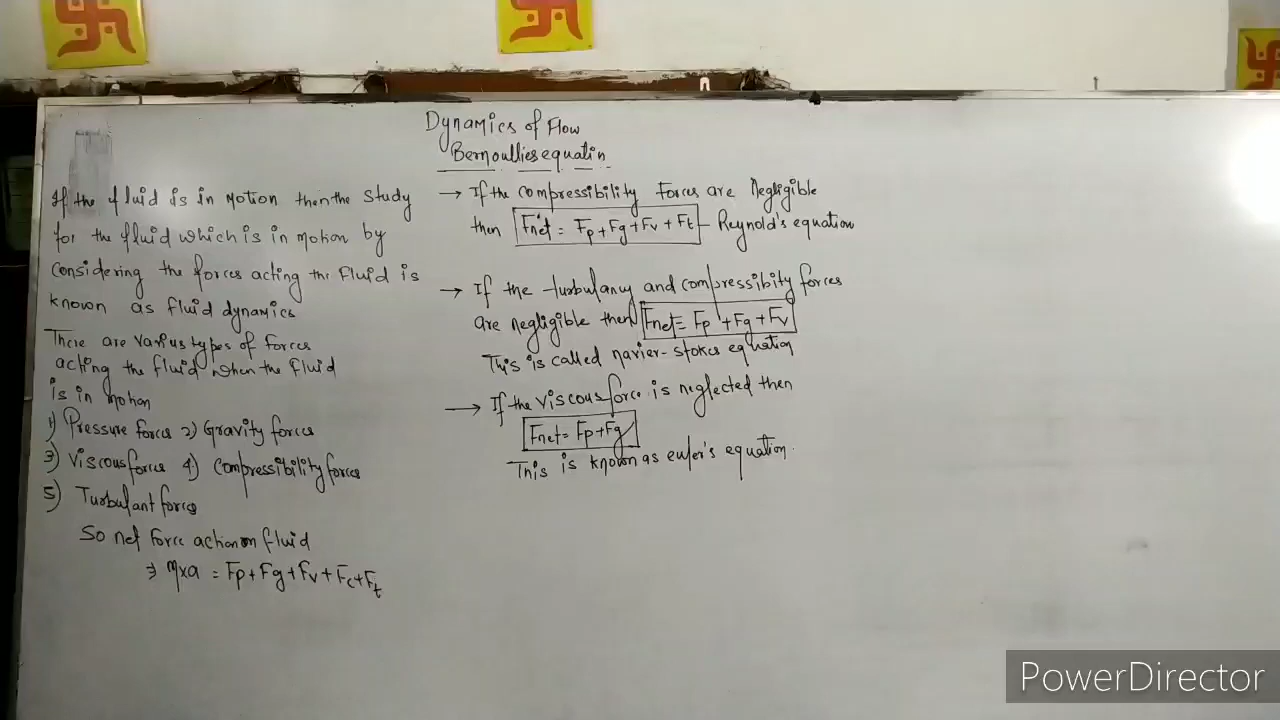 Dynamics of Flow
Bernoullies equatin
If the fluid is in Motion then the Study
for the fluid which is in motion by
Considering the forces acting the fluid is
known as fluid dynamics
There are varius types of forces
acting the fluid when the fluid
is in motion
1) Pressure forces 2) Gravity forces
3) Viscous force 4) Compressibility forces
5) Turbulant forces
So net force action on fluid
⇒ m×a = Fp + Fg + Fv + Fc + Ft
→ If the compressibility Forces are Negligible
then Fnet = Fp + Fg + Fv + Ft - Reynold's equation
→ If the turbulany and compressibity forces
are negligible then Fnet = Fp + Fg + Fv
This is called navier-stokes equation
→ If the viscous force is neglected then
Fnet = Fp + Fg
This is known as euler's equation.
PowerDirector